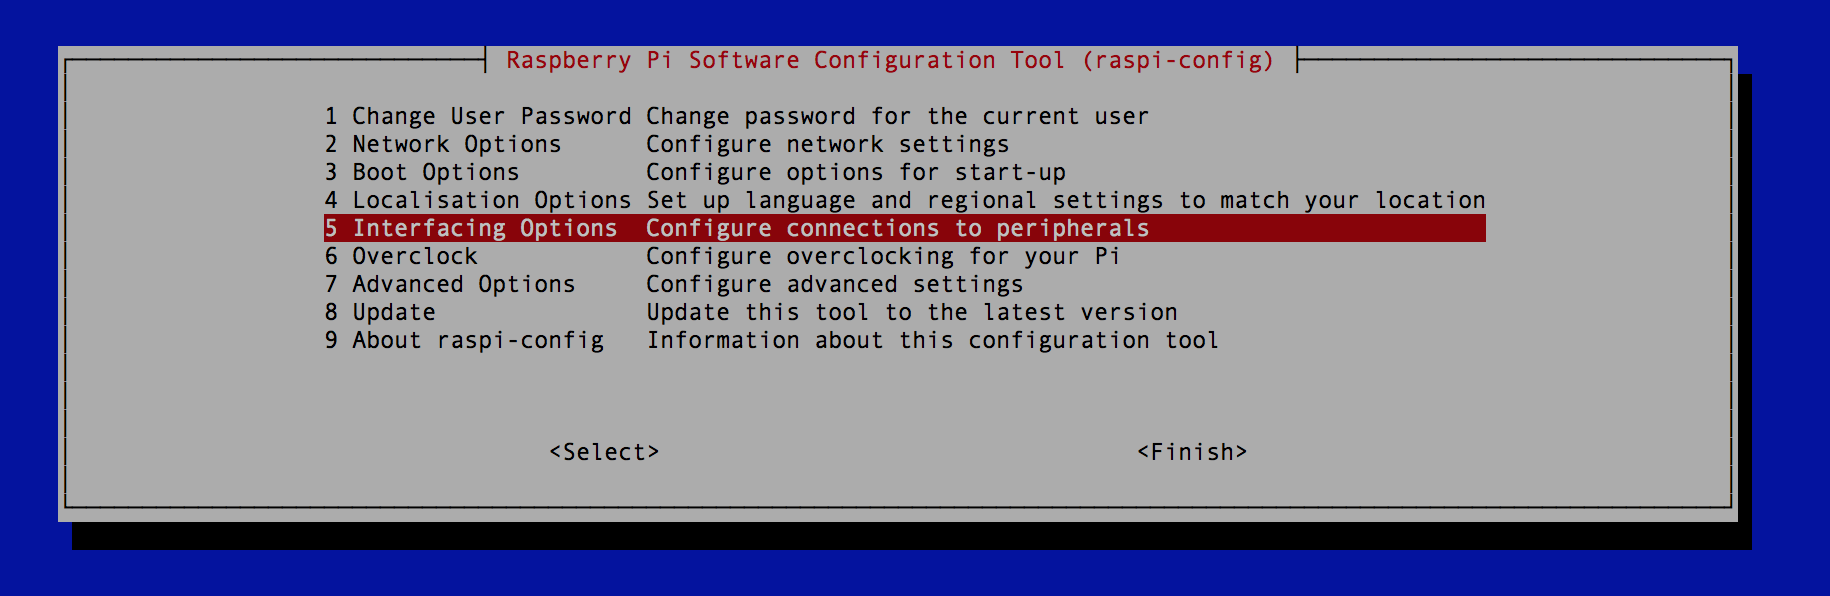 Raspberry Pi Software Configuration Tool (raspi-config)
1 Change User Password Change password for the current user
2 Network Options Configure network settings
3 Boot Options Configure options for start-up
4 Localisation Options Set up language and regional settings to match your location
5 Interfacing Options Configure connections to peripherals
6 Overclock Configure overclocking for your Pi
7 Advanced Options Configure advanced settings
8 Update Update this tool to the latest version
9 About raspi-config Information about this configuration tool
<Select> <Finish>